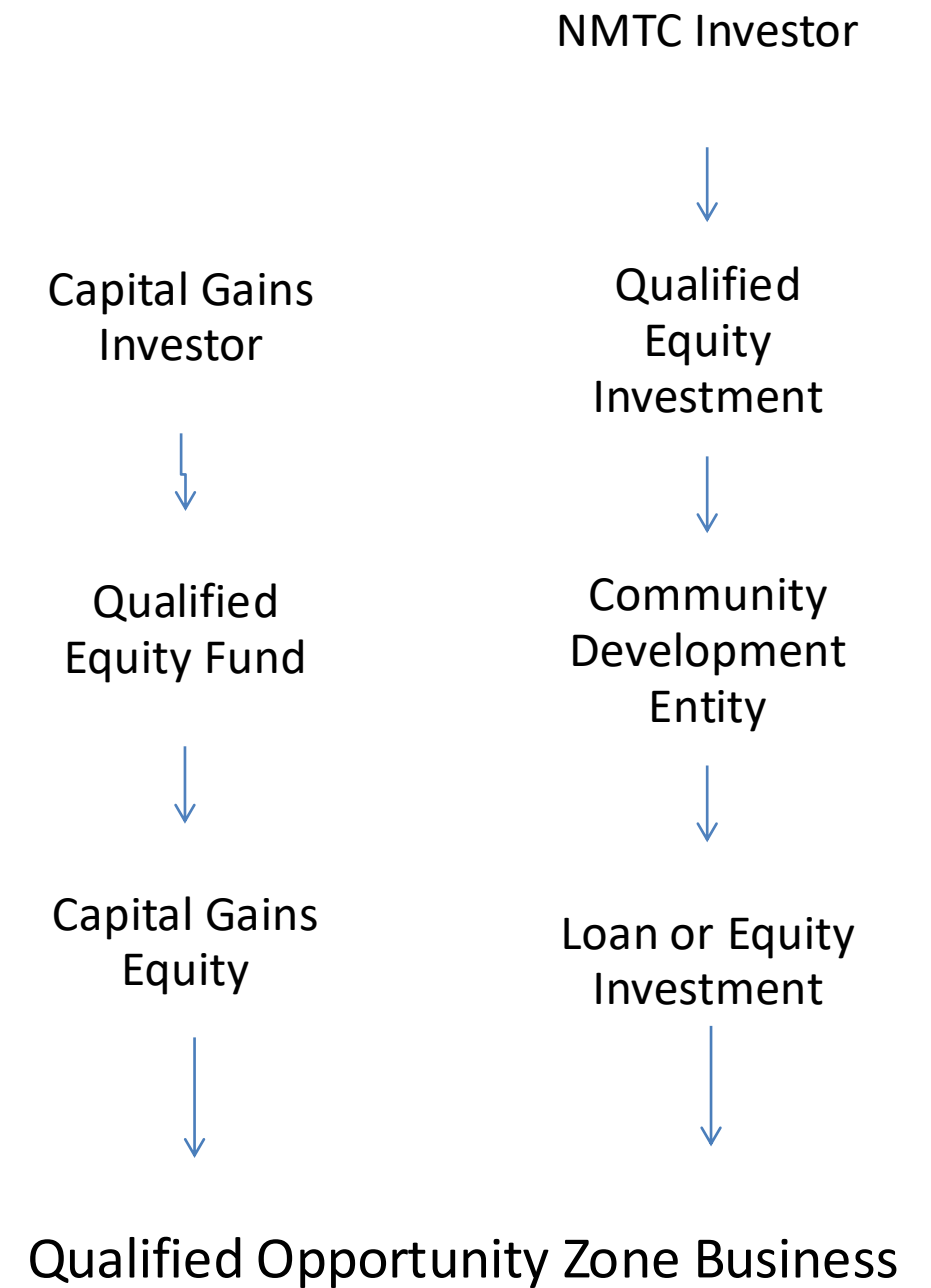 NMTC Investor
Capital Gains
Investor
Qualified
Equity
Investment
Qualified
Equity Fund
Community
Development
Entity
Capital Gains
Equity
Loan or Equity
Investment
Qualified Opportunity Zone Business